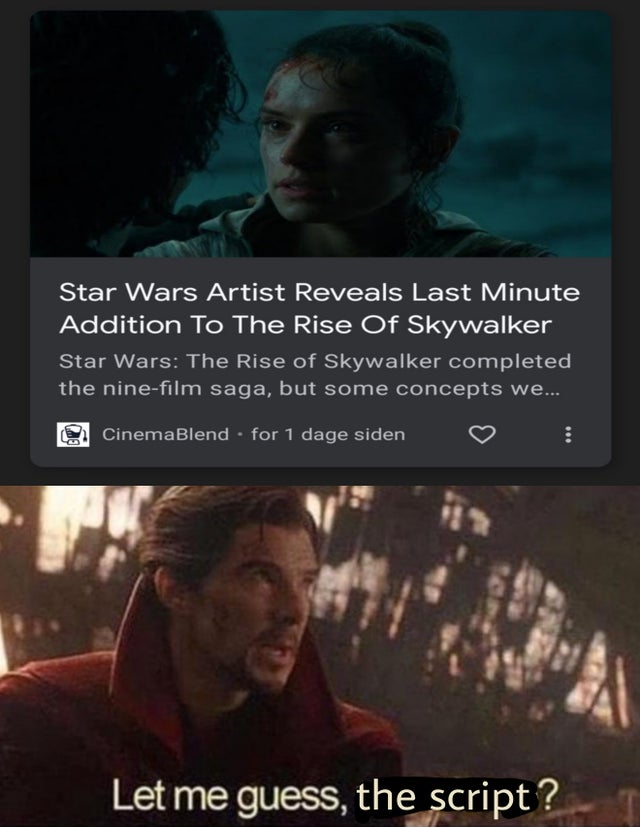 Star Wars Artist Reveals Last Minute
Addition To The Rise Of Skywalker
Star Wars: The Rise of Skywalker completed
the nine-film saga, but some concepts we...
CinemaBlend · for 1 dage siden
Let me guess, the script?